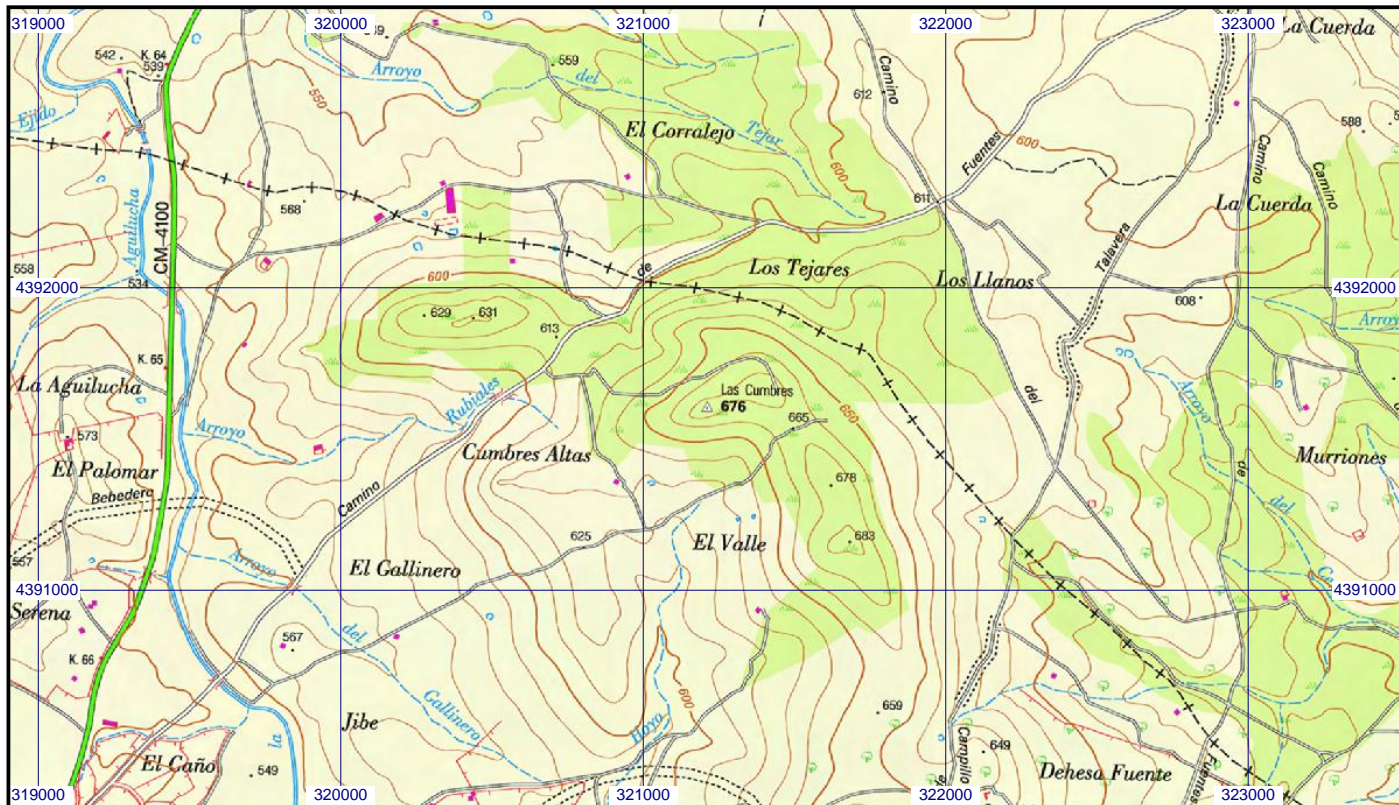 319000
320000
321000
322000
323000
La Cuerda
542
K. 64
539
559
Arroyo
del
612
Camino
Ejido
550
El Corralejo
Tejar
Fuentes
600
588
Camino
Camino
600
568
611
La Cuerda
Aguilucha
CM-4100
Talavera
558
534
600
de
Los Tejares
Los Llanos
4392000
4392000
608
Arroyo
629
631
613
K. 65
La Aguilucha
Rubiales
Las Cumbres
676
650
665
del
Arroyo
Arroyo
573
El Palomar
Bebedero
Cumbres Altas
de
Murriones
678
del
Camino
625
El Valle
683
557
Arroyo
El Gallinero
4391000
4391000
Serena
567
del
K. 66
600
659
Jibe
Gallinero
Hoyo
la
El Caño
549
Campillo
649
Dehesa Fuente
Fuentes
de
319000
320000
321000
322000
323000